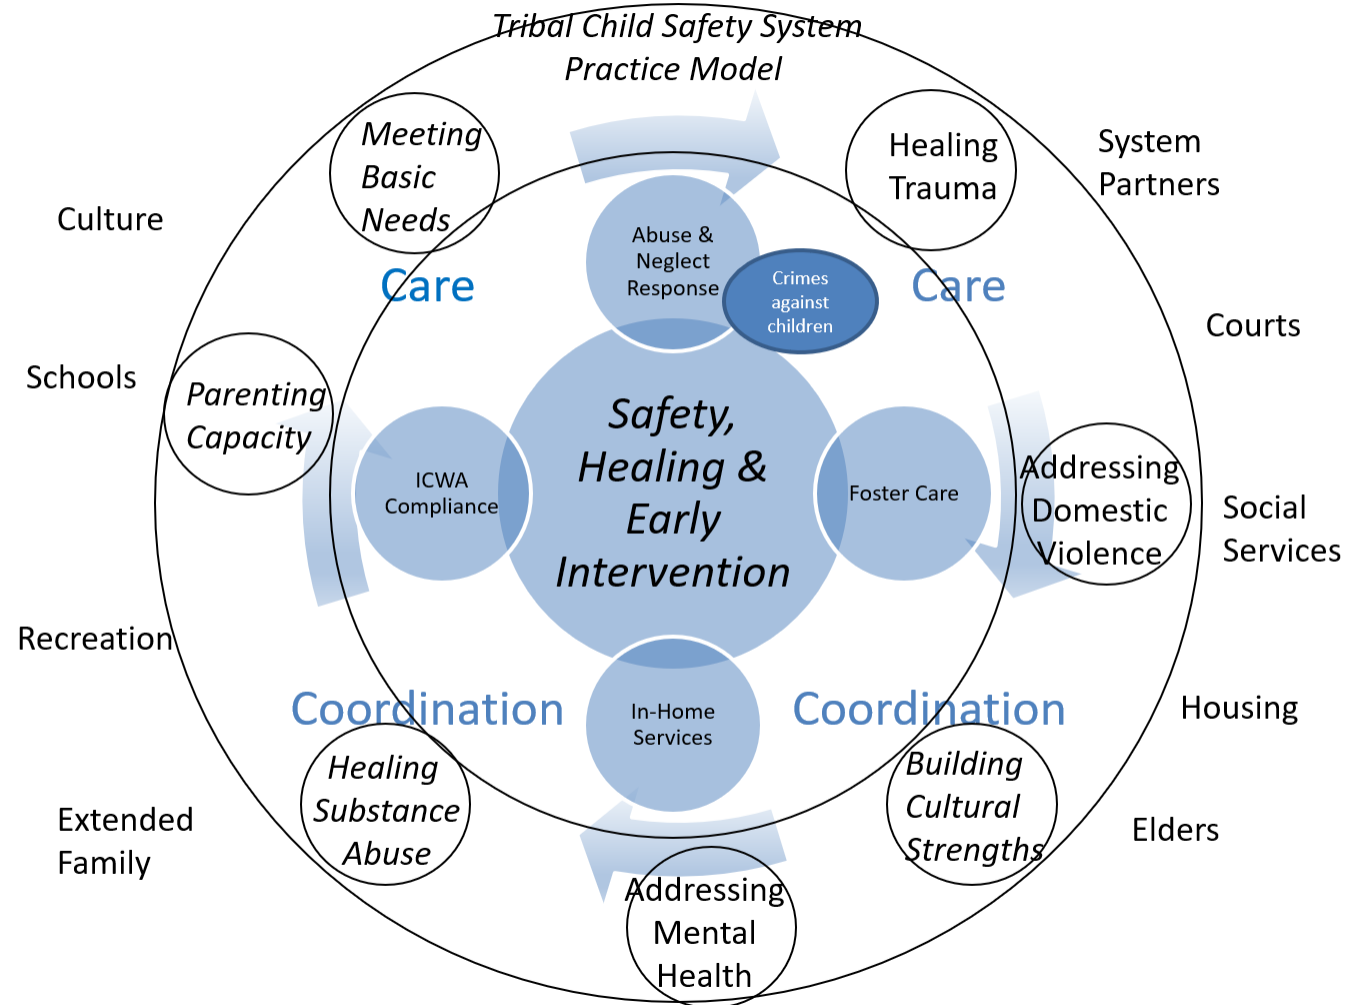 Tribal Child Safety System
Practice Model
Meeting
Basic
Needs
Healing
Trauma
System
Partners
Culture
Abuse &
Neglect
Response
Crimes
against
children
Care
Care
Courts
Schools
Parenting
Capacity
Safety,
Healing &
Early
Intervention
ICWA
Compliance
Foster Care
Addressing
Domestic
Violence
Social
Services
Recreation
Coordination
In-Home
Services
Coordination
Housing
Healing
Substance
Abuse
Building
Cultural
Strengths
Extended
Family
Elders
Addressing
Mental
Health